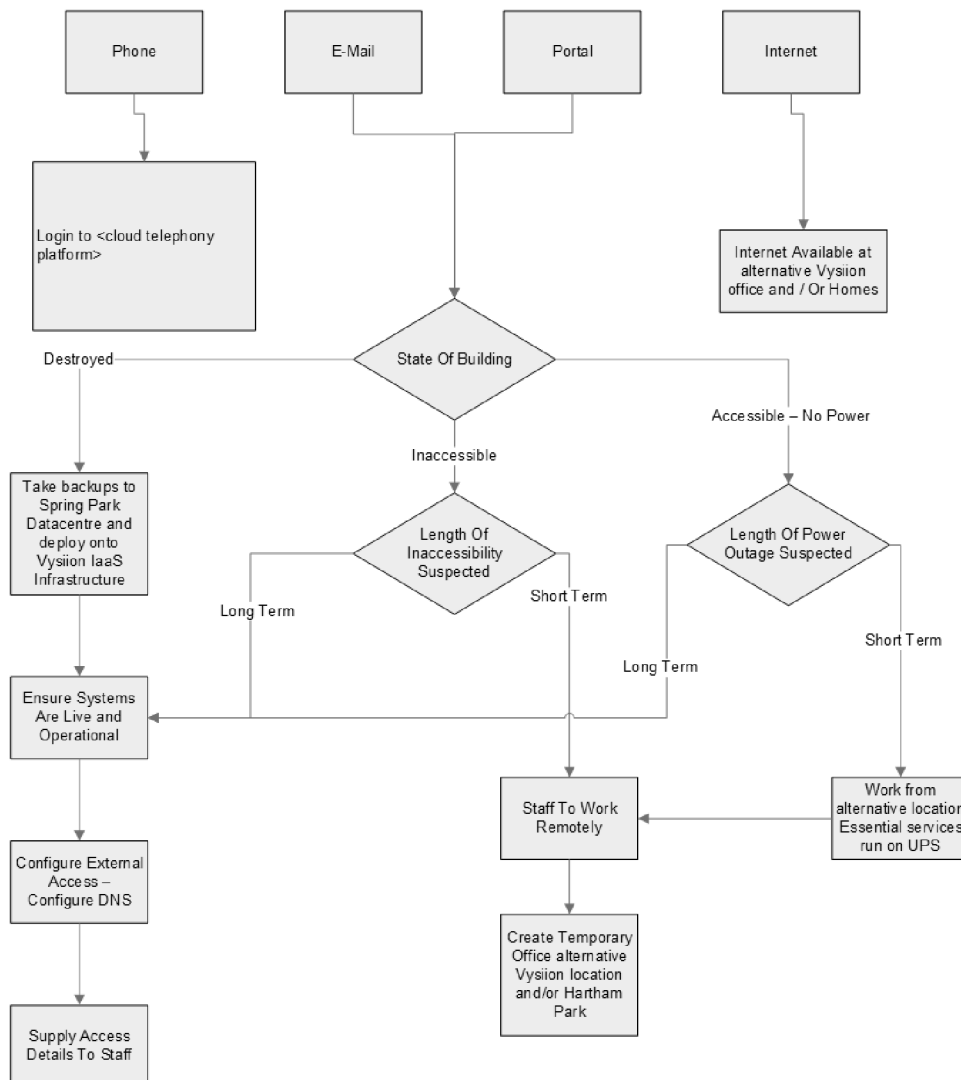 Phone
E-Mail
Portal
Internet
Login to <cloud telephony
platform>
Internet Available at
alternative Vysiion
office and / Or Homes
State Of Building
Destroyed
Accessible – No Power
Inaccessible
Take backups to
Spring Park
Datacentre and
deploy onto
Vysiion IaaS
Infrastructure
Length Of
Inaccessibility
Suspected
Length Of Power
Outage Suspected
Long Term
Short Term
Long Term
Short Term
Ensure Systems
Are Live and
Operational
Staff To Work
Remotely
Work from
alternative location
Essential services
run on UPS
Configure External
Access –
Configure DNS
Create Temporary
Office alternative
Vysiion location
and/or Hartham
Park
Supply Access
Details To Staff